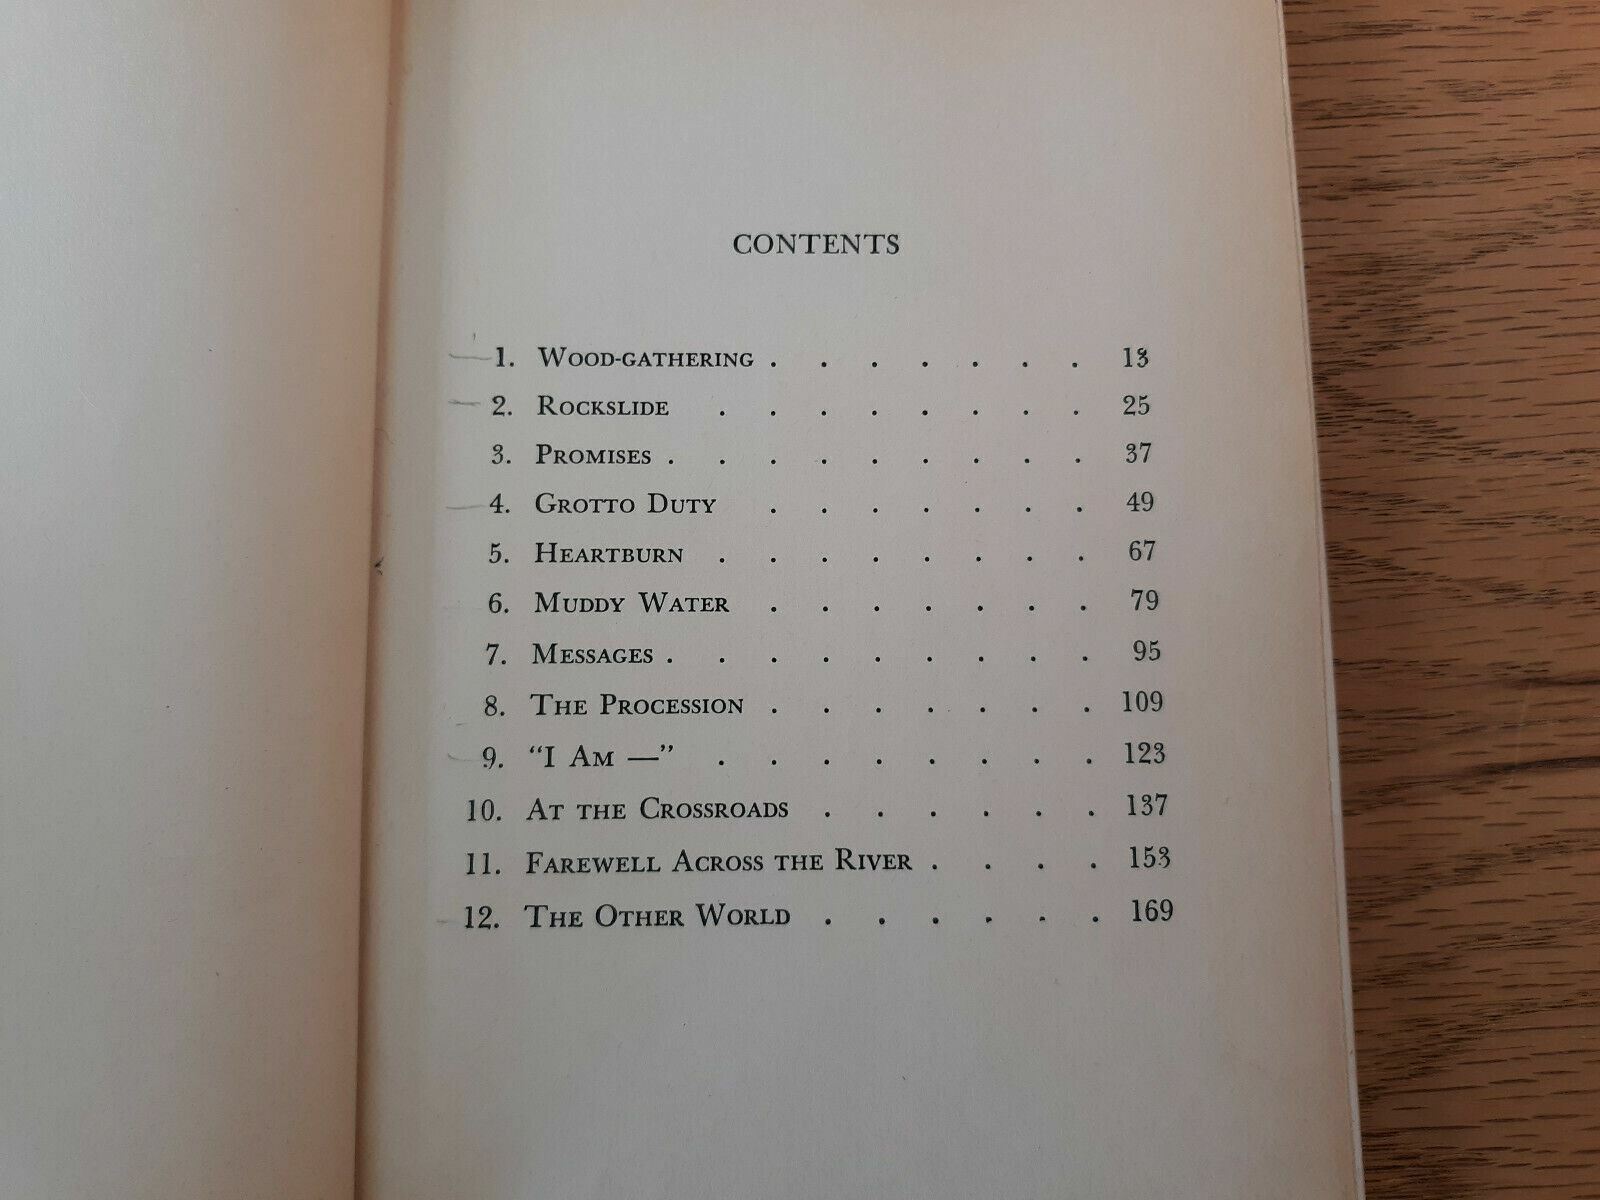 CONTENTS
1. Wood-gathering . . . . . . . 13
2. Rockslide . . . . . . . . 25
3. Promises . . . . . . . . . 37
4. Grotto Duty . . . . . . . 49
5. Heartburn . . . . . . . . 67
6. Muddy Water . . . . . . . 79
7. Messages . . . . . . . . . 95
8. The Procession . . . . . . . 109
9. "I Am —" . . . . . . . . 123
10. At the Crossroads . . . . . . 137
11. Farewell Across the River . . . . 153
12. The Other World . . . . . . 169